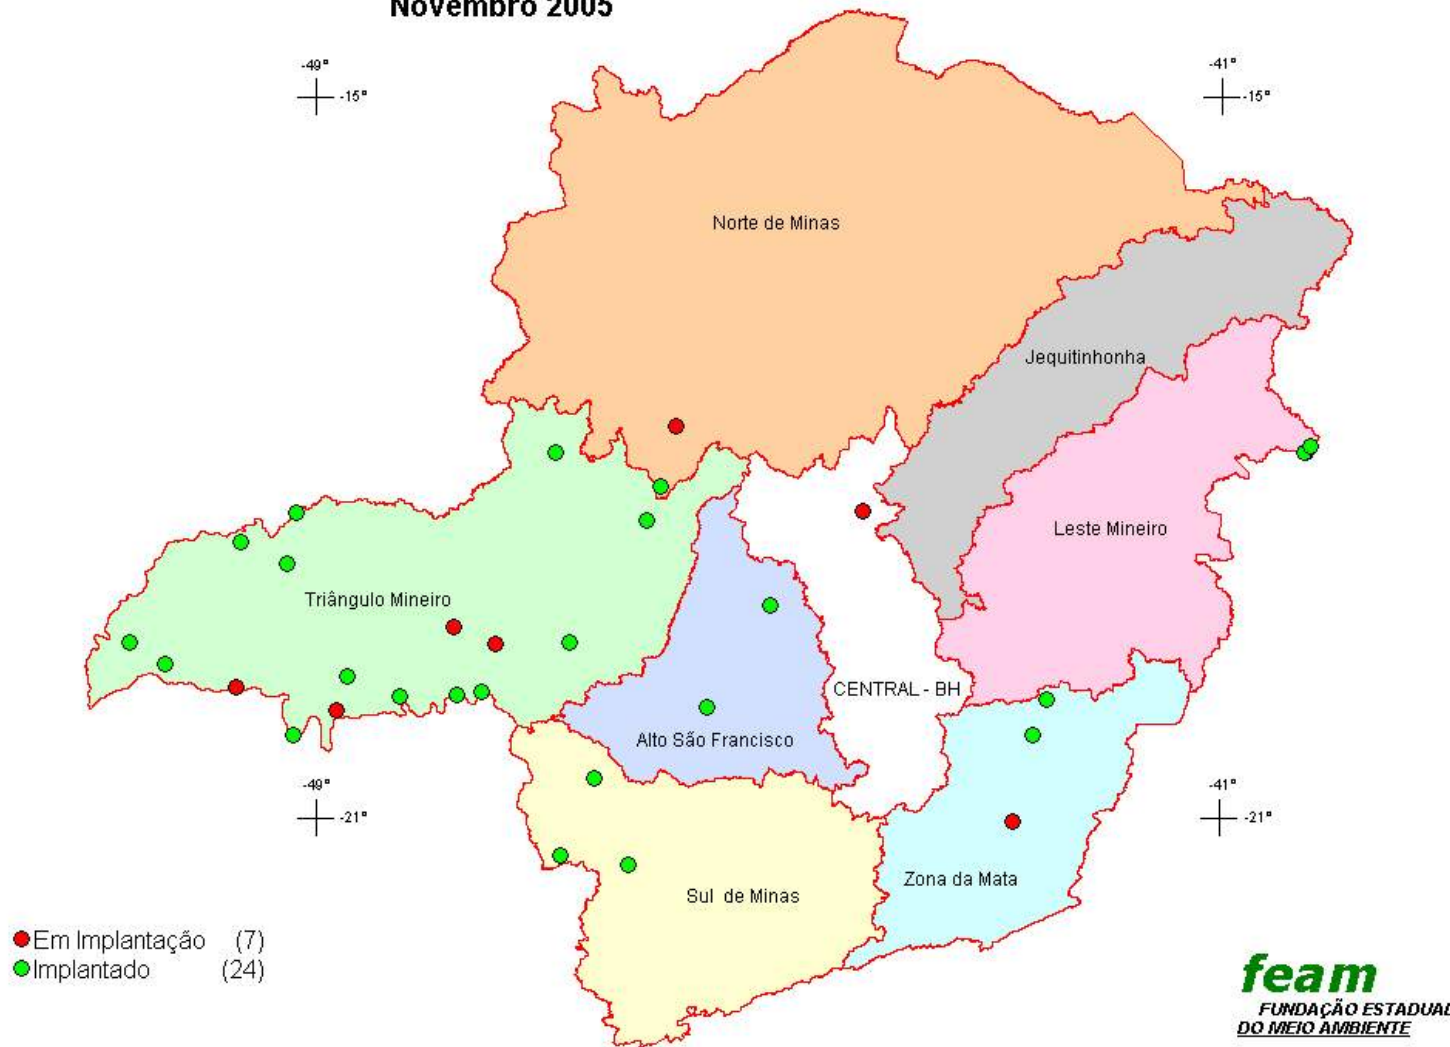 Novembro 2005
-49°
-15°
-41°
-15°
Norte de Minas
Jequitinhonha
Leste Mineiro
Triângulo Mineiro
CENTRAL - BH
Alto São Francisco
-49°
-21°
-41°
-21°
Zona da Mata
Sul de Minas
Em Implantação (7)
Implantado (24)
feam
FUNDAÇÃO ESTADUAL
DO MEIO AMBIENTE